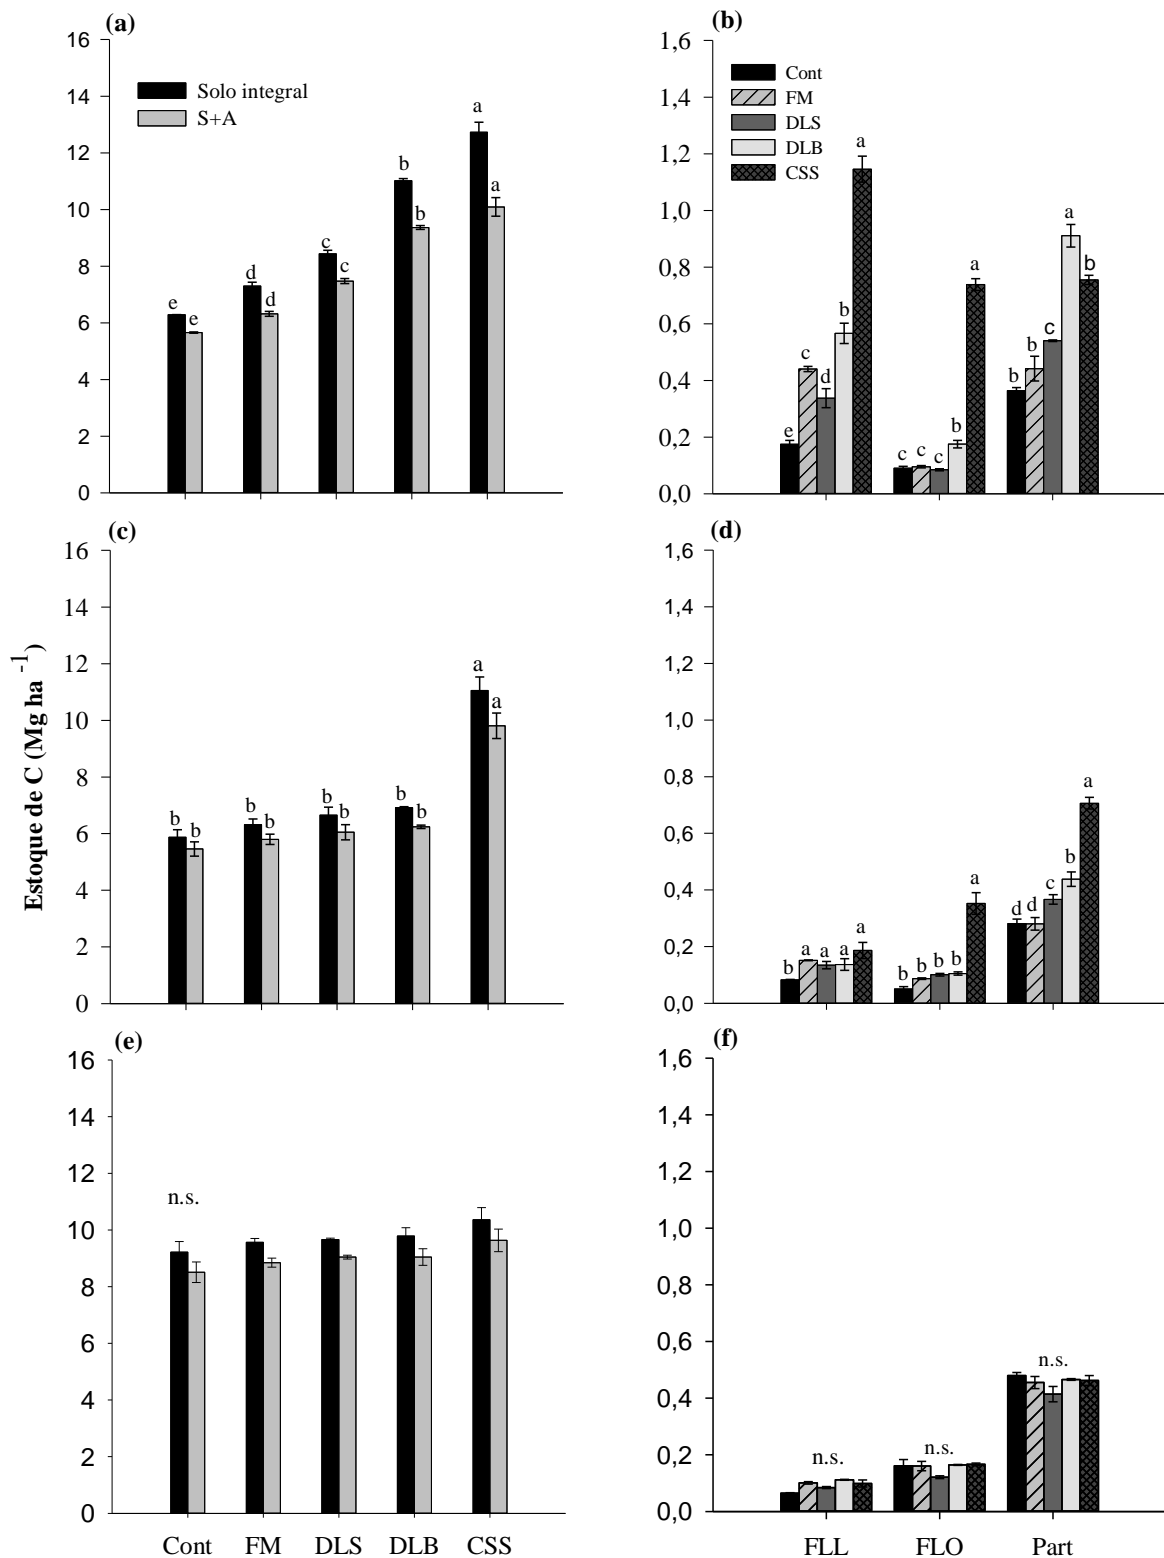 (a)
16
14
12
10
8
6
4
2
0
Solo integral
S+A
e
e
d
d
c
c
b
b
a
a
(b)
1,6
1,4
1,2
1,0
0,8
0,6
0,4
0,2
0,0
Cont
FM
DLS
DLB
CSS
e
c
d
b
a
c
c
c
b
a
b
b
c
a
b
Estoque de C (Mg ha -1)
(c)
16
14
12
10
8
6
4
2
0
b
b
b
b
b
b
b
b
a
a
(d)
1,6
1,4
1,2
1,0
0,8
0,6
0,4
0,2
0,0
b
a
a
a
a
b
b
b
b
a
d
d
c
b
a
(e)
16
14
12
10
8
6
4
2
0
n.s.
Cont FM DLS DLB CSS
(f)
1,6
1,4
1,2
1,0
0,8
0,6
0,4
0,2
0,0
n.s.
n.s.
n.s.
FLL FLO Part